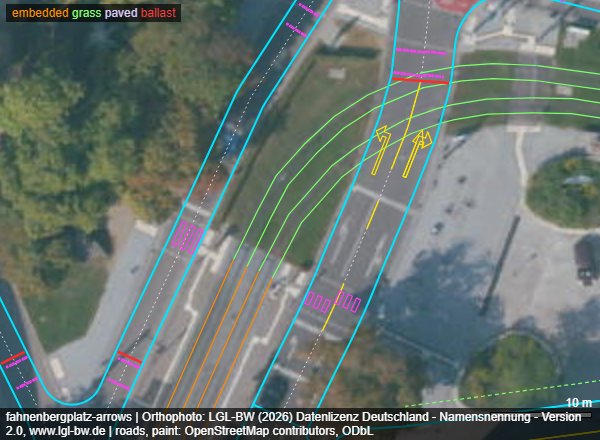 embedded grass paved ballast
10 m
fahnenbergplatz-arrows | Orthophoto: LGL-BW (2026) Datenlizenz Deutschland - Namensnennung - Version
2.0, www.lgl-bw.de | roads, paint: OpenStreetMap contributors, ODbL